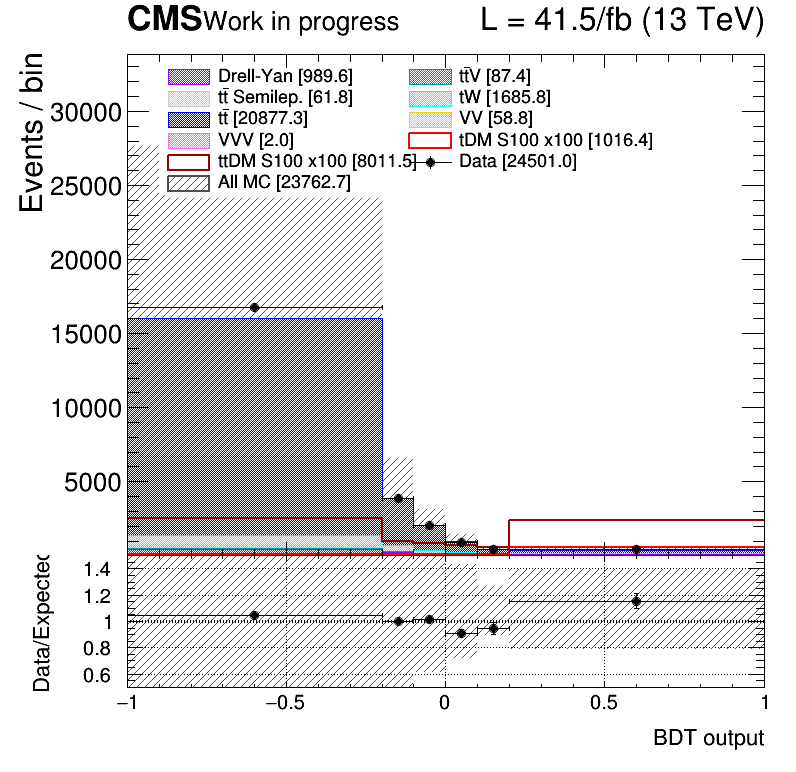 CMS Work in progress L = 41.5/fb (13 TeV)
Events / bin
Drell-Yan [989.6] tt̄V [87.4]
tt̄ Semilep. [61.8] tW [1685.8]
tt̄ [20877.3] VV [58.8]
VVV [2.0] tDM S100 x100 [1016.4]
ttDM S100 x100 [8011.5] Data [24501.0]
All MC [23762.7]
30000
25000
20000
15000
10000
5000
Data/Expected
1.4
1.2
1
0.8
0.6
−1 −0.5 0 0.5 1
BDT output